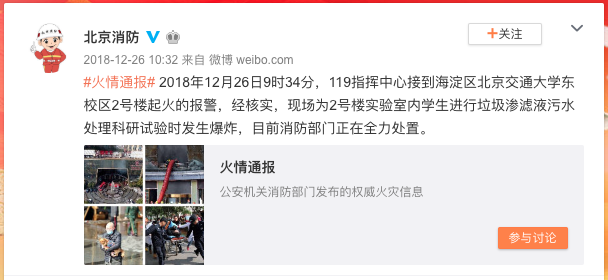 北京消防
+关注
2018-12-26 10:32 来自 微博 weibo.com
#火情通报# 2018年12月26日9时34分，119指挥中心接到海淀区北京交通大学东
校区2号楼起火的报警，经核实，现场为2号楼实验室内学生进行垃圾渗滤液污水
处理科研试验时发生爆炸，目前消防部门正在全力处置。
火情通报
公安机关消防部门发布的权威火灾信息
参与讨论